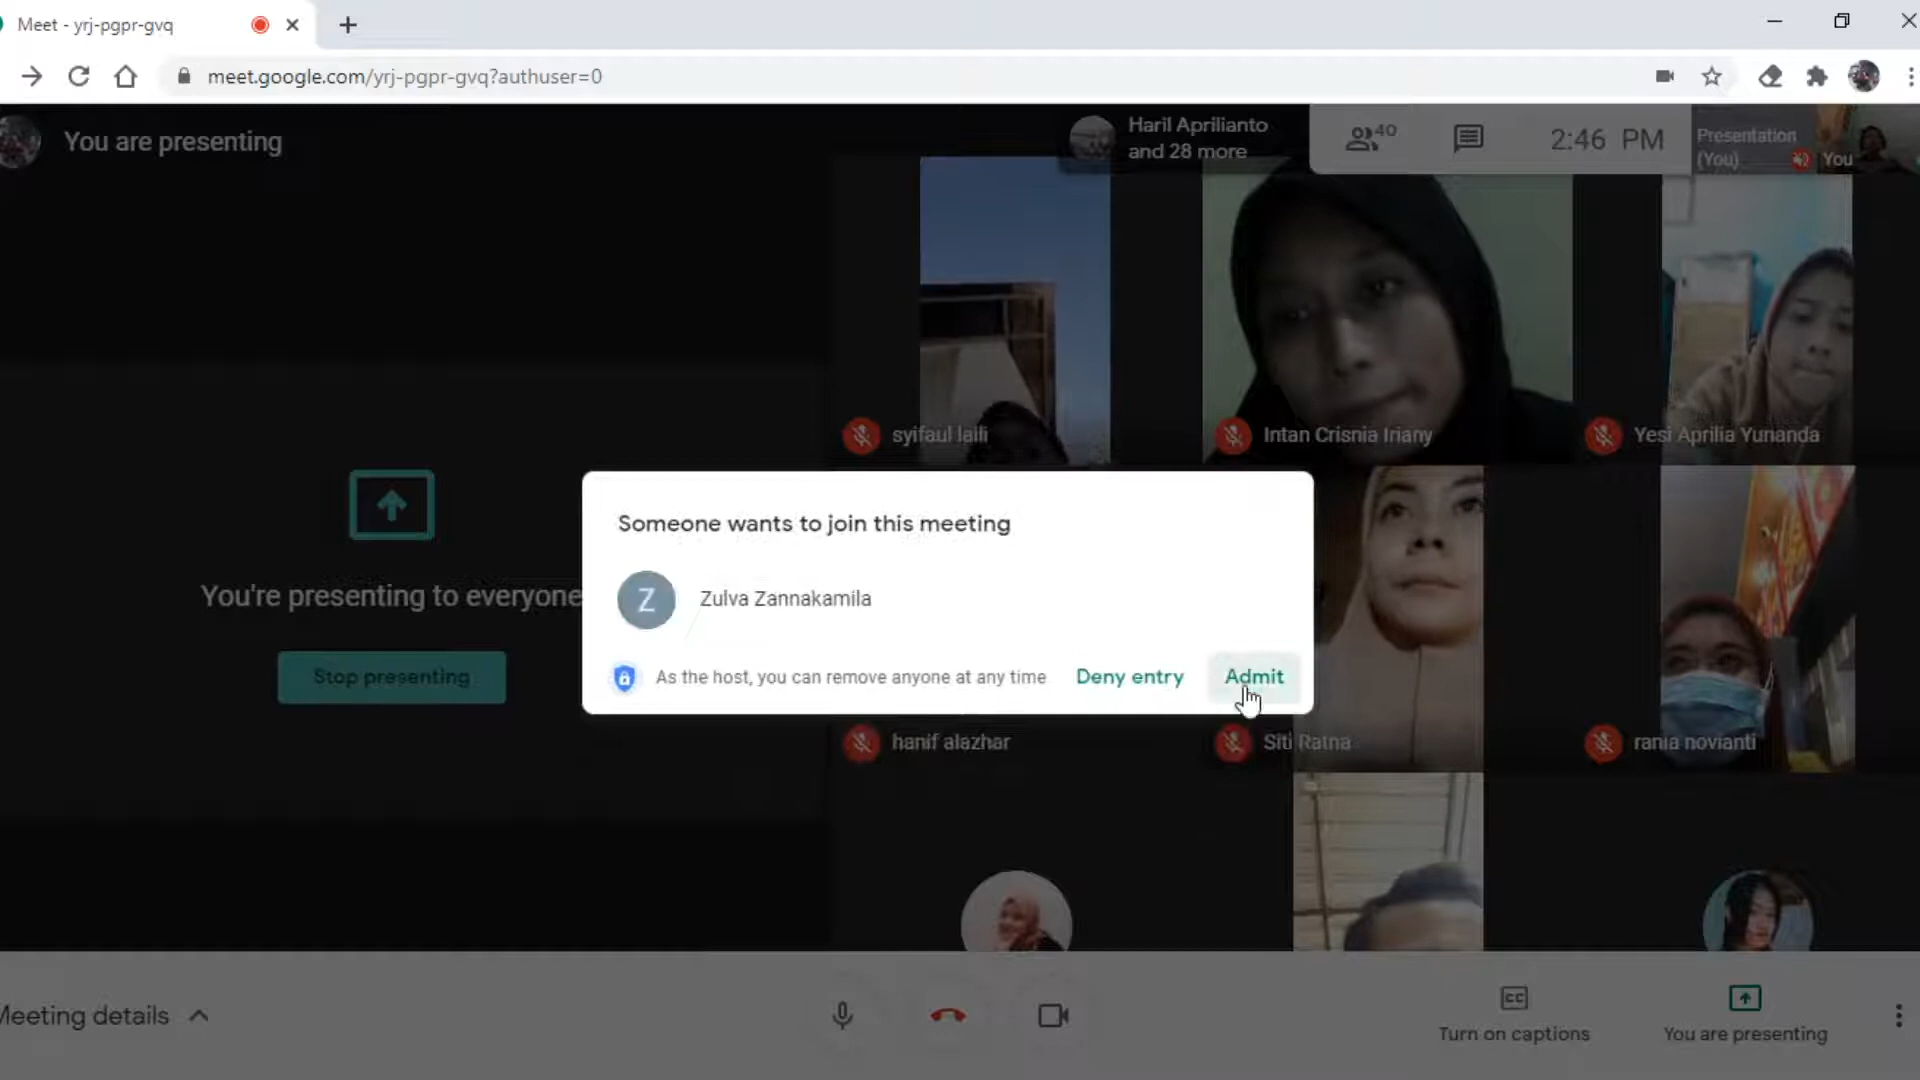 Meet - yrj-pgpr-gvq
meet.google.com/yrj-pgpr-gvq?authuser=0
You are presenting
Haril Aprilianto
and 28 more
40
2:46 PM
Presentation
(You)
You
syifaul laili
Intan Crisnia Iriany
Yesi Aprilia Yunanda
Someone wants to join this meeting
Z
Zulva Zannakamila
You're presenting to everyone
Stop presenting
As the host, you can remove anyone at any time
Deny entry
Admit
hanif alazhar
Siti Ratna
rania novianti
Meeting details
CC
Turn on captions
You are presenting